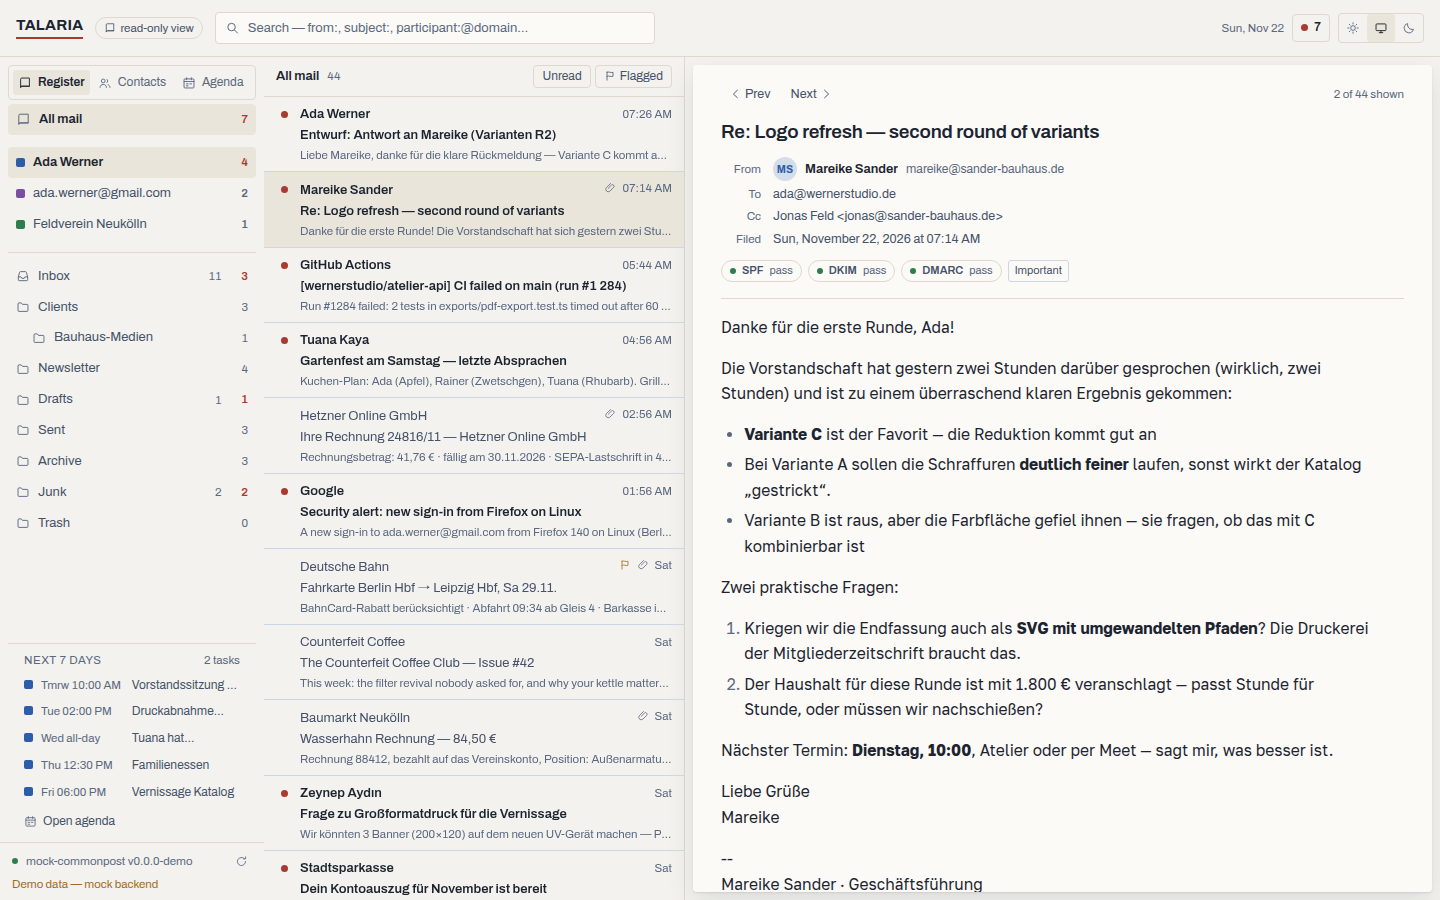 TALARIA
read-only view
Search — from:, subject:, participant:@domain...
Sun, Nov 22
7
Register
Contacts
Agenda
All mail 7
Ada Werner 4
ada.werner@gmail.com 2
Feldverein Neukölln 1
Inbox 11 3
Clients 3
Bauhaus-Medien 1
Newsletter 4
Drafts 1 1
Sent 3
Archive 3
Junk 2 2
Trash 0
NEXT 7 DAYS 2 tasks
Tmrw 10:00 AM Vorstandssitzung ...
Tue 02:00 PM Druckabnahme...
Wed all-day Tuana hat...
Thu 12:30 PM Familienessen
Fri 06:00 PM Vernissage Katalog
Open agenda
mock-commonpost v0.0.0-demo
Demo data — mock backend
All mail 44
Unread
Flagged
Ada Werner 07:26 AM
Entwurf: Antwort an Mareike (Varianten R2)
Liebe Mareike, danke für die klare Rückmeldung — Variante C kommt a...
Mareike Sander 07:14 AM
Re: Logo refresh — second round of variants
Danke für die erste Runde! Die Vorstandschaft hat sich gestern zwei Stu...
GitHub Actions 05:44 AM
[wernerstudio/atelier-api] CI failed on main (run #1 284)
Run #1284 failed: 2 tests in exports/pdf-export.test.ts timed out after 60 ...
Tuana Kaya 04:56 AM
Gartenfest am Samstag — letzte Absprachen
Kuchen-Plan: Ada (Apfel), Rainer (Zwetschgen), Tuana (Rhubarb). Grill...
Hetzner Online GmbH 02:56 AM
Ihre Rechnung 24816/11 — Hetzner Online GmbH
Rechnungsbetrag: 41,76 € · fällig am 30.11.2026 · SEPA-Lastschrift in 4...
Google 01:56 AM
Security alert: new sign-in from Firefox on Linux
A new sign-in to ada.werner@gmail.com from Firefox 140 on Linux (Berl...
Deutsche Bahn Sat
Fahrkarte Berlin Hbf → Leipzig Hbf, Sa 29.11.
BahnCard-Rabatt berücksichtigt · Abfahrt 09:34 ab Gleis 4 · Barkasse i...
Counterfeit Coffee Sat
The Counterfeit Coffee Club — Issue #42
This week: the filter revival nobody asked for, and why your kettle matter...
Baumarkt Neukölln Sat
Wasserhahn Rechnung — 84,50 €
Rechnung 88412, bezahlt auf das Vereinskonto, Position: Außenarmatu...
Zeynep Aydın Sat
Frage zu Großformatdruck für die Vernissage
Wir könnten 3 Banner (200×120) auf dem neuen UV-Gerät machen — P...
Stadtsparkasse Sat
Dein Kontoauszug für November ist bereit
Prev
Next
2 of 44 shown
Re: Logo refresh — second round of variants
From MS Mareike Sander mareike@sander-bauhaus.de
To ada@wernerstudio.de
Cc Jonas Feld <jonas@sander-bauhaus.de>
Filed Sun, November 22, 2026 at 07:14 AM
SPF pass
DKIM pass
DMARC pass
Important
Danke für die erste Runde, Ada!
Die Vorstandschaft hat gestern zwei Stunden darüber gesprochen (wirklich, zwei
Stunden) und ist zu einem überraschend klaren Ergebnis gekommen:
• Variante C ist der Favorit – die Reduktion kommt gut an
• Bei Variante A sollen die Schraffuren deutlich feiner laufen, sonst wirkt der Katalog
„gestrickt“.
• Variante B ist raus, aber die Farbfläche gefiel ihnen – sie fragen, ob das mit C
kombinierbar ist
Zwei praktische Fragen:
1. Kriegen wir die Endfassung auch als SVG mit umgewandelten Pfaden? Die Druckerei
der Mitgliederzeitschrift braucht das.
2. Der Haushalt für diese Runde ist mit 1.800 € veranschlagt – passt Stunde für
Stunde, oder müssen wir nachschießen?
Nächster Termin: Dienstag, 10:00, Atelier oder per Meet – sagt mir, was besser ist.
Liebe Grüße
Mareike
--
Mareike Sander · Geschäftsführung